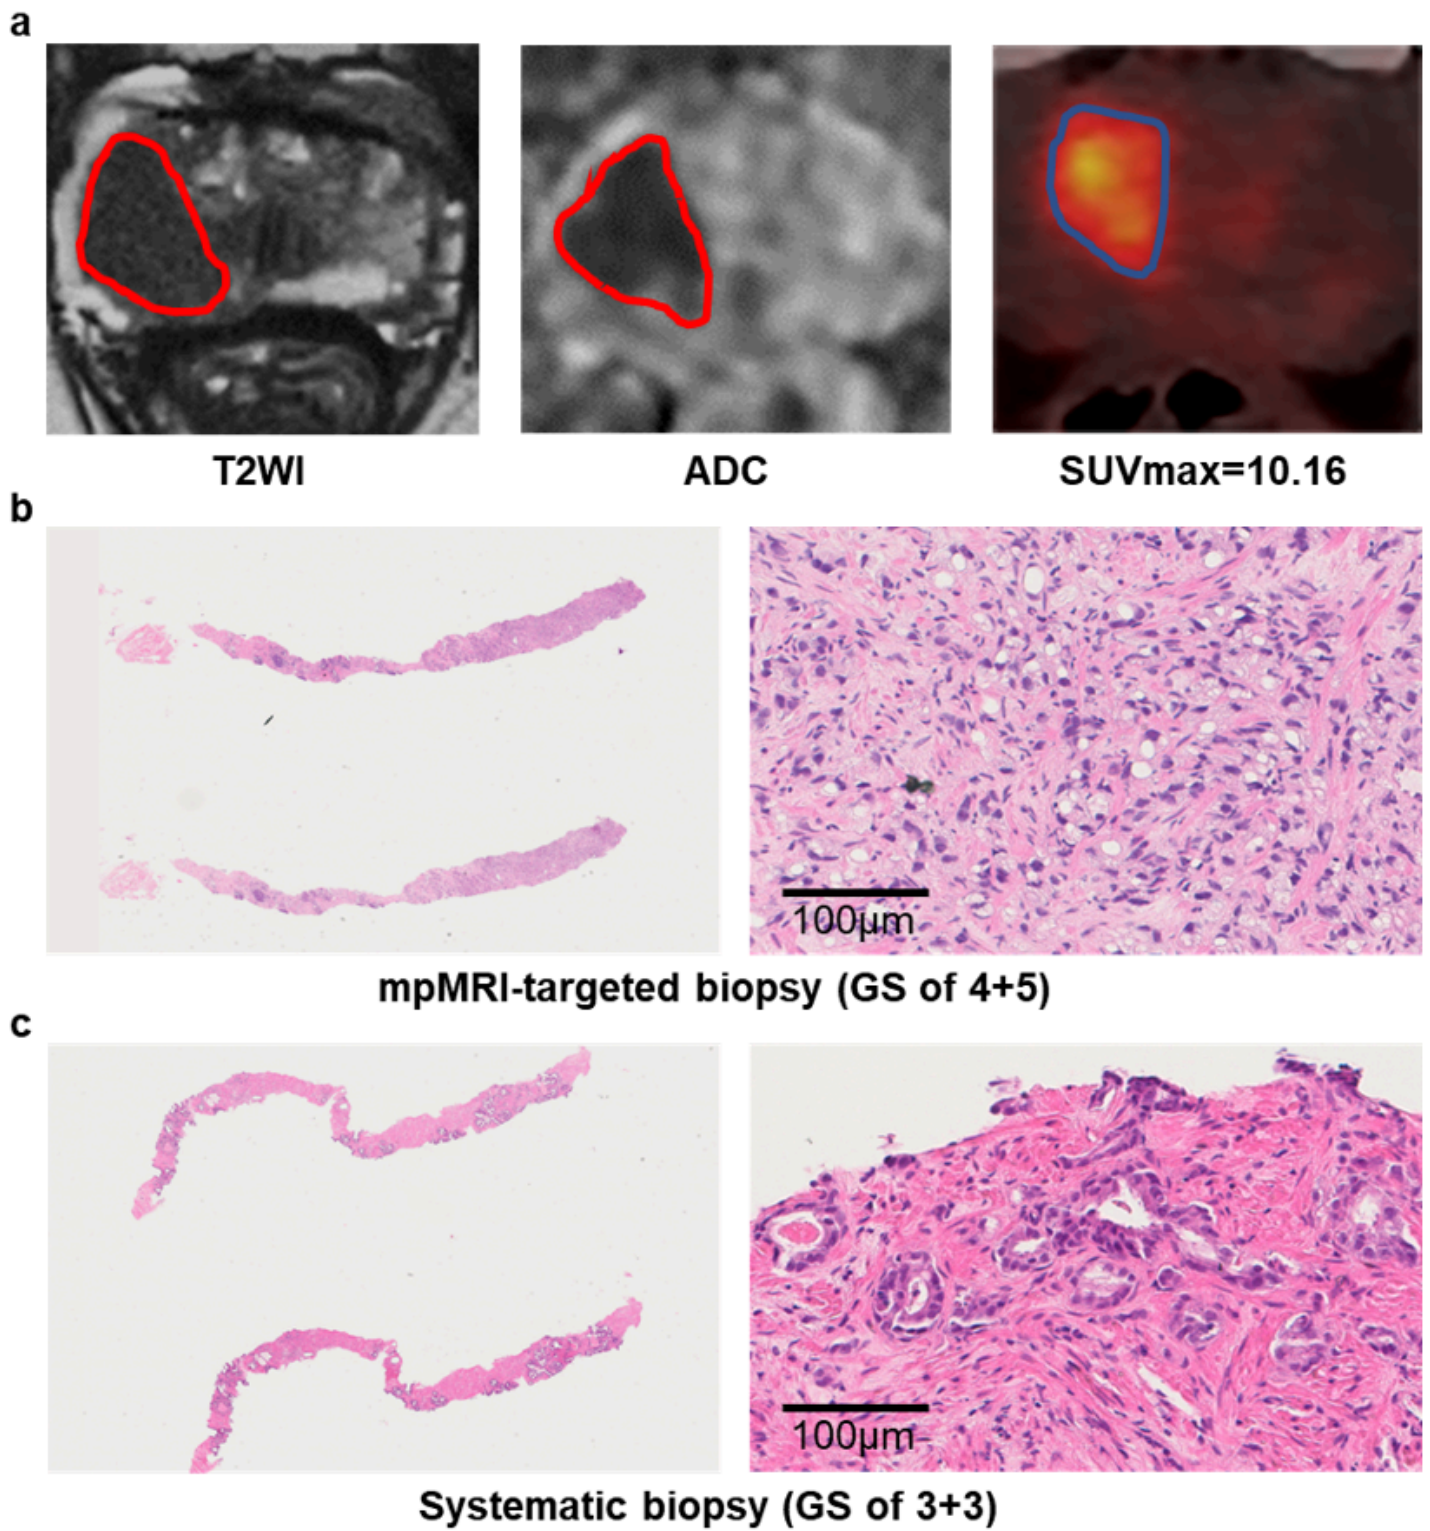 a
T2WI
ADC
SUVmax=10.16
b
100μm
mpMRI-targeted biopsy (GS of 4+5)
c
100μm
Systematic biopsy (GS of 3+3)